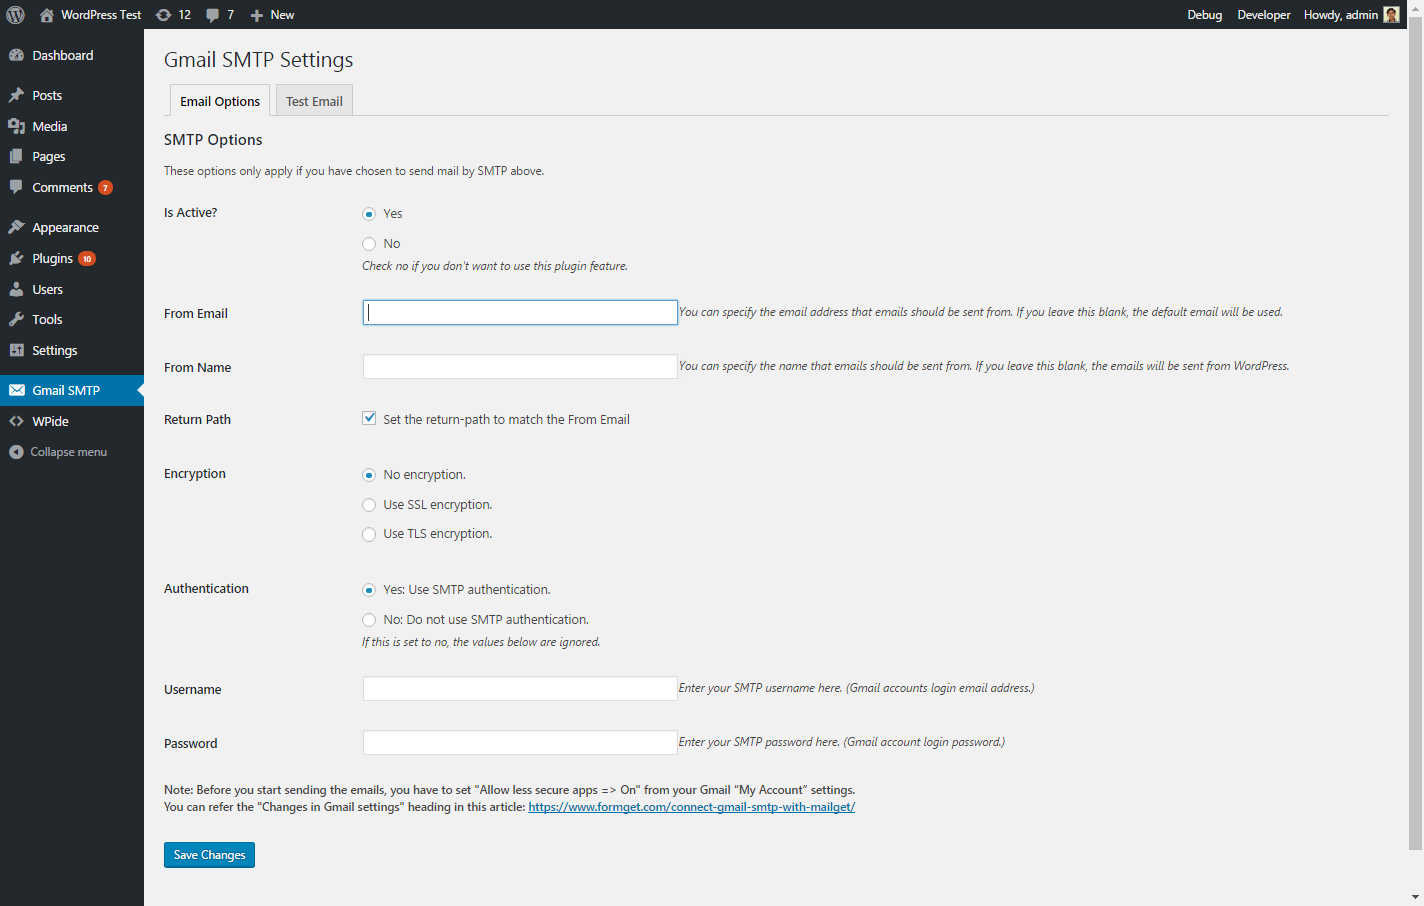 WordPress Test 12 7 New Debug Developer Howdy, admin
Dashboard
Posts
Media
Pages
Comments 7
Appearance
Plugins 10
Users
Tools
Settings
Gmail SMTP
WPide
Collapse menu
Gmail SMTP Settings
Email Options Test Email
SMTP Options
These options only apply if you have chosen to send mail by SMTP above.
Is Active? Yes
No
Check no if you don't want to use this plugin feature.
From Email You can specify the email address that emails should be sent from. If you leave this blank, the default email will be used.
From Name You can specify the name that emails should be sent from. If you leave this blank, the emails will be sent from WordPress.
Return Path Set the return-path to match the From Email
Encryption No encryption.
Use SSL encryption.
Use TLS encryption.
Authentication Yes: Use SMTP authentication.
No: Do not use SMTP authentication.
If this is set to no, the values below are ignored.
Username Enter your SMTP username here. (Gmail accounts login email address.)
Password Enter your SMTP password here. (Gmail account login password.)
Note: Before you start sending the emails, you have to set "Allow less secure apps => On" from your Gmail “My Account” settings.
You can refer the "Changes in Gmail settings" heading in this article: https://www.formget.com/connect-gmail-smtp-with-mailget/
Save Changes